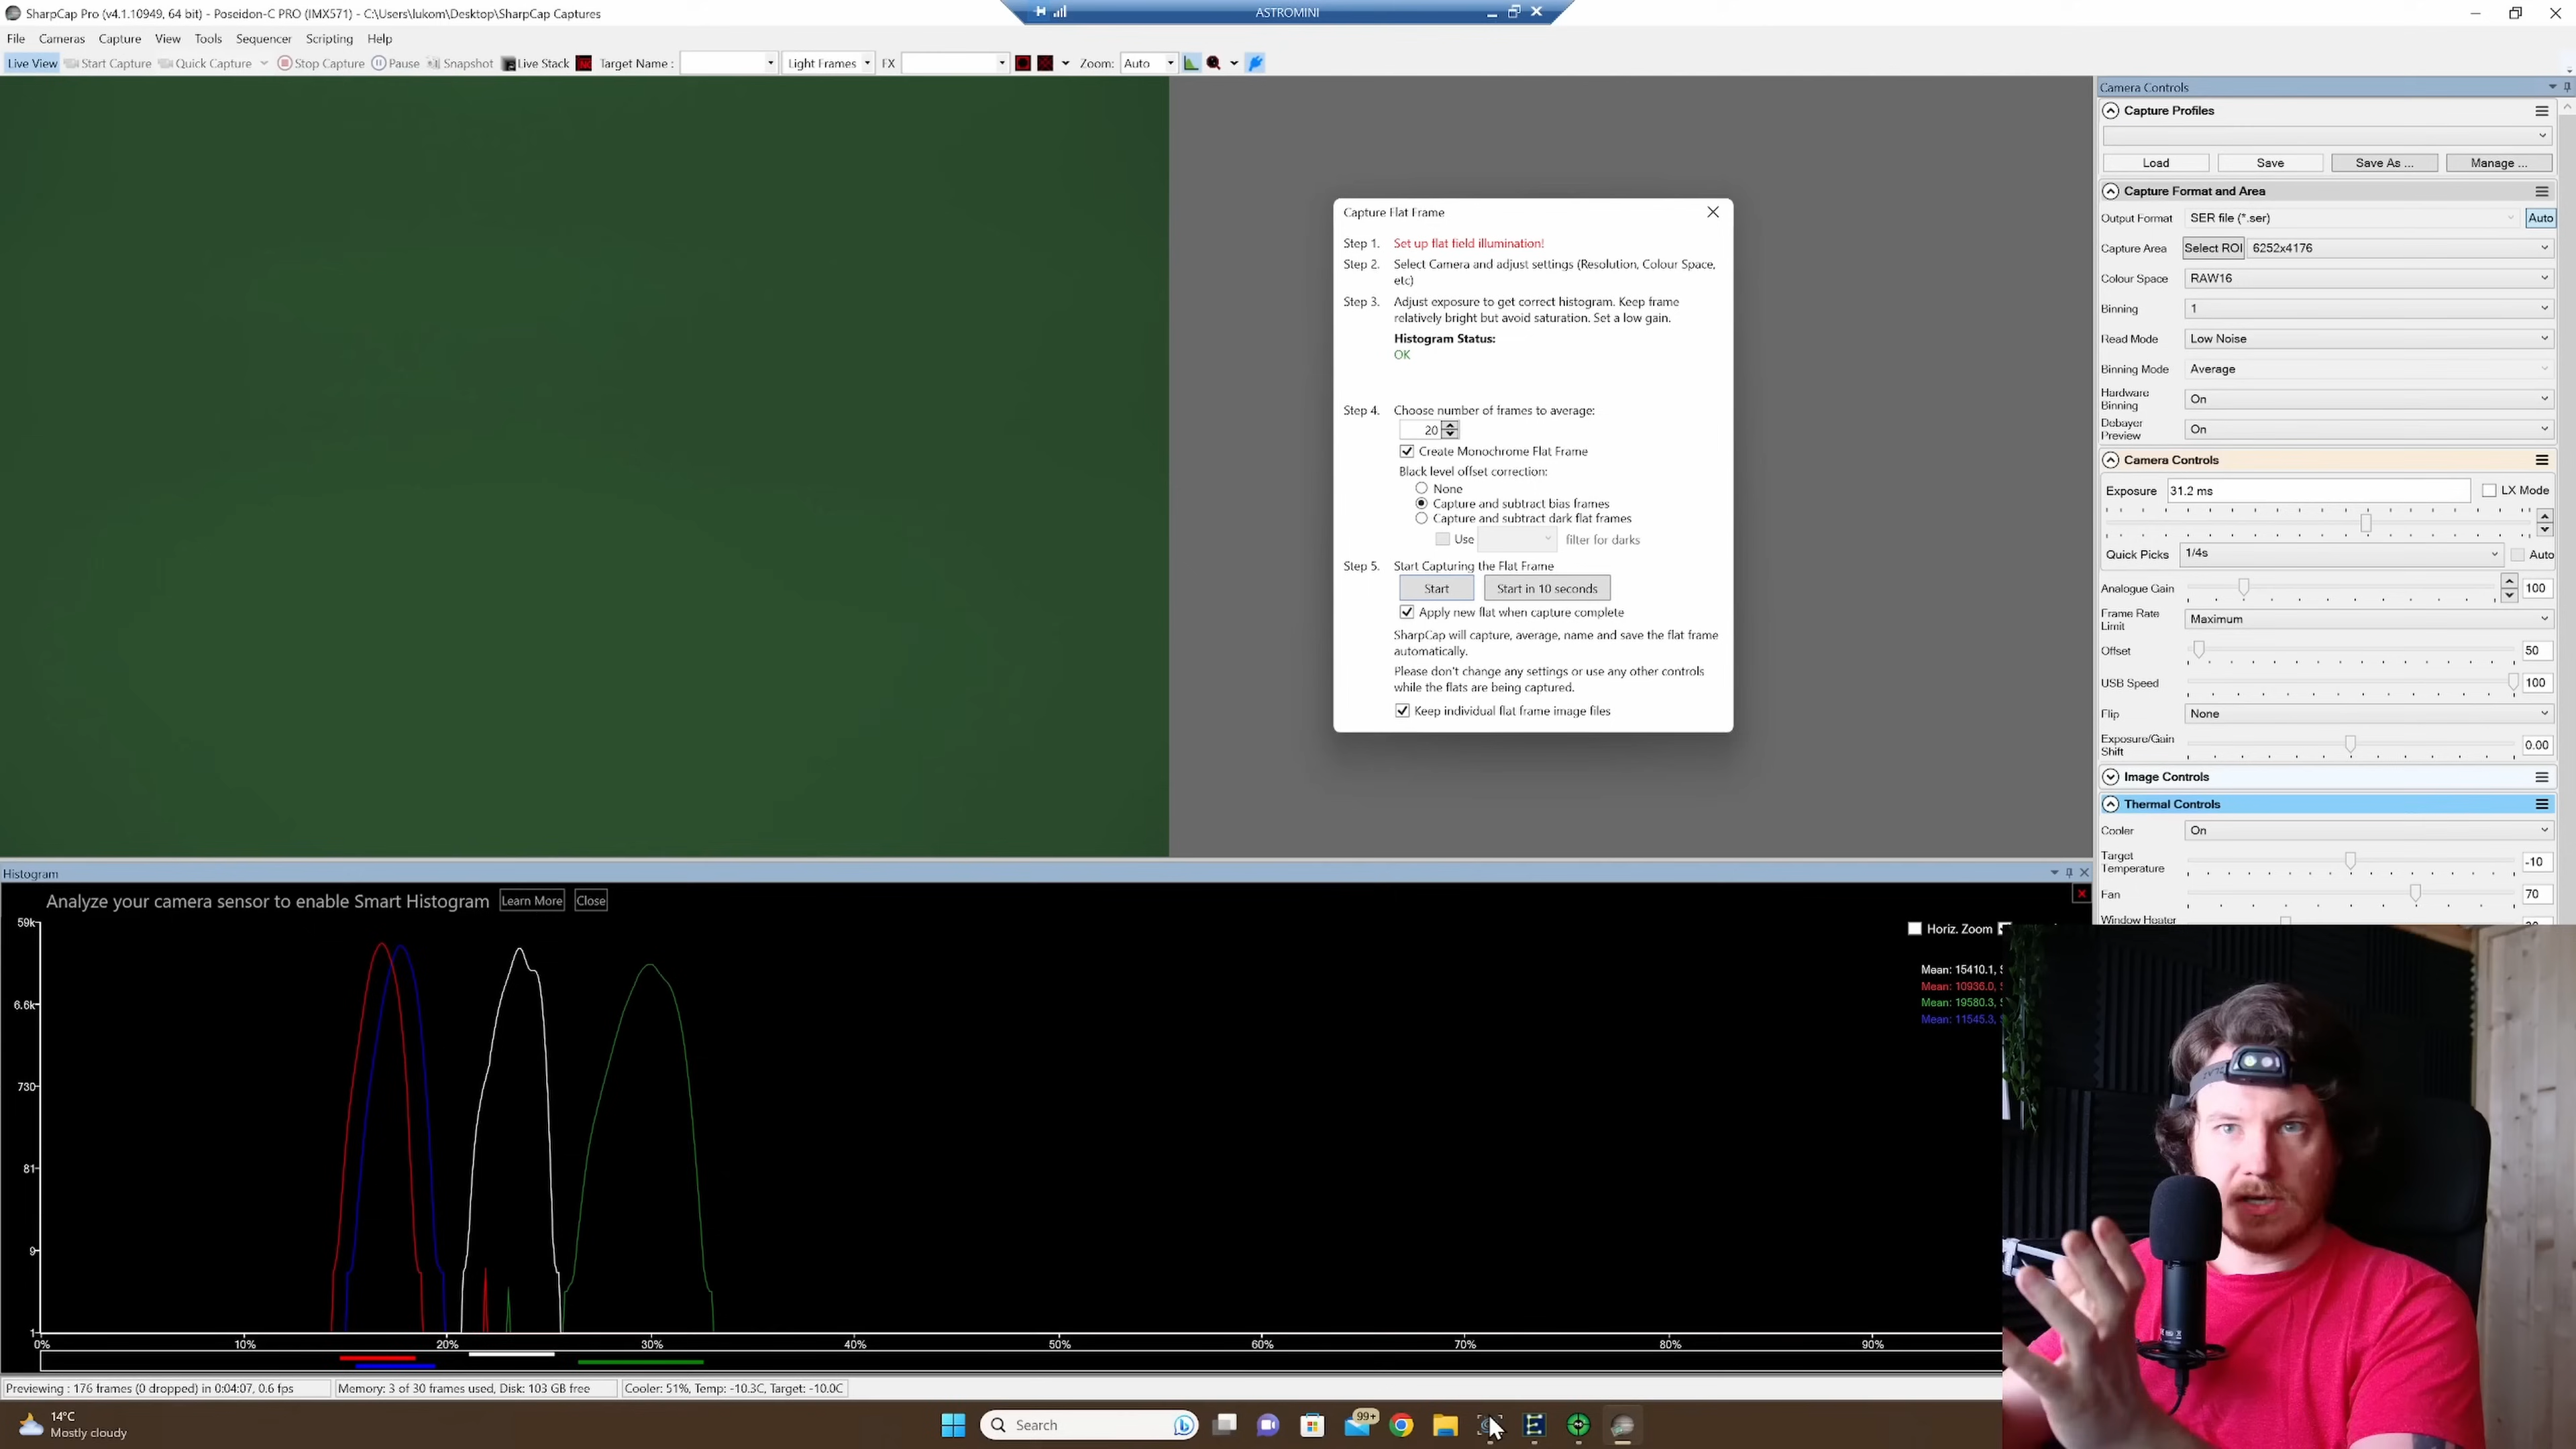 SharpCap Pro (v4.1.10949, 64 bit) - Poseidon-C PRO (IMX571) - C:\Users\lukom\Desktop\SharpCap Captures
ASTROMINI
File Cameras Capture View Tools Sequencer Scripting Help
Live View Start Capture Quick Capture Stop Capture Pause Snapshot Live Stack Target Name : Light Frames FX Zoom: Auto
Camera Controls
Capture Profiles
Load Save Save As ... Manage ...
Capture Format and Area
Output Format SER file (*.ser) Auto
Capture Area Select ROI 6252x4176
Colour Space RAW16
Binning 1
Read Mode Low Noise
Binning Mode Average
Hardware
Binning On
Debayer
Preview On
Camera Controls
Exposure 31.2 ms LX Mode
Quick Picks 1/4s Auto
Analogue Gain 100
Frame Rate
Limit Maximum
Offset 50
USB Speed 100
Flip None
Exposure/Gain
Shift 0.00
Image Controls
Thermal Controls
Cooler On
Target
Temperature -10
Fan 70
Window Heater
Capture Flat Frame
Step 1. Set up flat field illumination!
Step 2. Select Camera and adjust settings (Resolution, Colour Space,
etc)
Step 3. Adjust exposure to get correct histogram. Keep frame
relatively bright but avoid saturation. Set a low gain.
Histogram Status:
OK
Step 4. Choose number of frames to average:
20
Create Monochrome Flat Frame
Black level offset correction:
None
Capture and subtract bias frames
Capture and subtract dark flat frames
Use filter for darks
Step 5. Start Capturing the Flat Frame
Start Start in 10 seconds
Apply new flat when capture complete
SharpCap will capture, average, name and save the flat frame
automatically.
Please don't change any settings or use any other controls
while the flats are being captured.
Keep individual flat frame image files
Histogram
Analyze your camera sensor to enable Smart Histogram Learn More Close
Horiz. Zoom
Mean: 15410.1,
Mean: 10936.0,
Mean: 19580.3,
Mean: 11545.3,
59k
6.6k
730
81
9
1
0% 10% 20% 30% 40% 50% 60% 70% 80% 90%
Previewing : 176 frames (0 dropped) in 0:04:07, 0.6 fps Memory: 3 of 30 frames used, Disk: 103 GB free Cooler: 51%, Temp: -10.3C, Target: -10.0C
14°C
Mostly cloudy
Search
99+